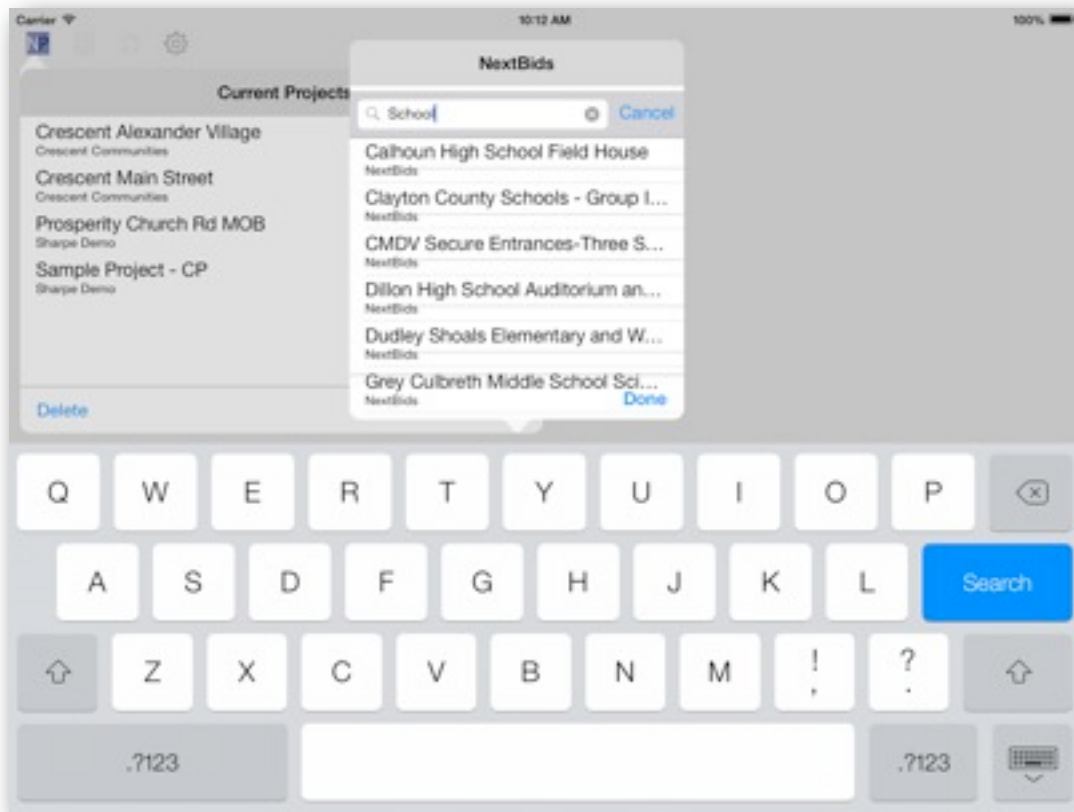 Carrier
10:12 AM
100%
NP
Current Projects
Crescent Alexander Village
Crescent Communities
Crescent Main Street
Crescent Communities
Prosperity Church Rd MOB
Sharpe Demo
Sample Project - CP
Sharpe Demo
Delete
NextBids
School
Cancel
Calhoun High School Field House
NextBids
Clayton County Schools - Group I...
NextBids
CMDV Secure Entrances-Three S...
NextBids
Dillon High School Auditorium an...
NextBids
Dudley Shoals Elementary and W...
NextBids
Grey Culbreth Middle School Sci...
NextBids
Done
Q W E R T Y U I O P
A S D F G H J K L Search
Z X C V B N M ! , ? .
.?123 .?123